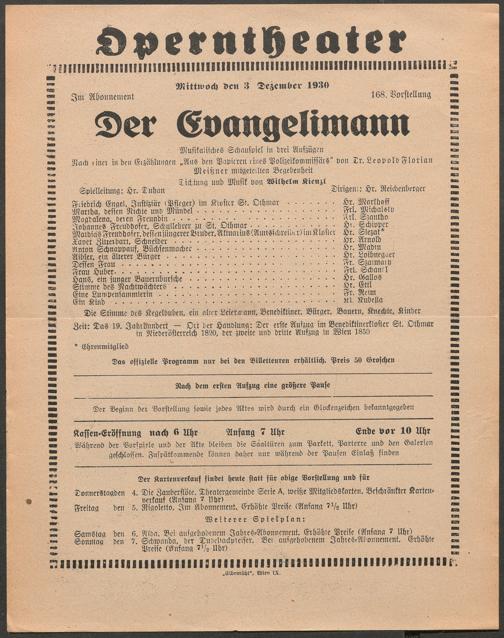 Operntheater
Mittwoch den 3 Dezember 1930
Im Abonnement 168. Vorstellung
Der Evangelimann
Musikalisches Schauspiel in drei Aufzügen
Nach einer in den Erzählungen „Aus den Papieren eines Polizeikommissärs" von Dr. Leopold Florian
Meißner mitgeteilten Begebenheit
Dichtung und Musik von Wilhelm Kienzl
Spielleitung: Hr. Duhan Dirigent: Hr. Reichenberger
Friedrich Engel, Justiziär (Pfleger) im Kloster St. Othmar Hr. Markhoff
Martha, dessen Nichte und Mündel Frl. Michalsky
Magdalena, deren Freundin Frl. Szantho
Johannes Freudhofer, Schullehrer zu St. Othmar Hr. Schipper
Mathias Freudhofer, dessen jüngerer Bruder, Aktuarius (Amtsschreiber) im Kloster Hr. Slezak*
Xaver Zitterbart, Schneider Hr. Arnold
Anton Schnappauf, Büchsenmacher Hr. Madin
Aibler, ein älterer Bürger Hr.
Dessen Frau Fr.
Frau Huber Frl.
Hans, ein junger Bauernbursche Hr. Gallos
Stimme des Nachtwächters Hr. Ettl
Eine Lumpensammlerin Fr. Reim
Ein Kind Kl. Kubella
Die Stimme des Kegelbuben, ein alter Leiermann, Benediktiner, Bürger, Bauern, Knechte, Kinder
Zeit: Das 19. Jahrhundert — Ort der Handlung: Der erste Aufzug im Benediktinerkloster St. Othmar
in Niederösterreich 1820, der zweite und dritte Aufzug in Wien 1850
* Ehrenmitglied
Das offizielle Programm nur bei den Billetteuren erhältlich. Preis 50 Groschen
Nach dem ersten Aufzug eine größere Pause
Der Beginn der Vorstellung sowie jedes Aktes wird durch ein Glockenzeichen bekanntgegeben
Kassen-Eröffnung nach 6 Uhr Anfang 7 Uhr Ende vor 10 Uhr
Während der Vorspiele und der Akte bleiben die Saaltüren zum Parkett, Parterre und den Galerien
geschlossen. Zuspätkommende können daher nur während der Pausen Einlaß finden
Der Kartenverkauf findet heute statt für obige Vorstellung und für
Donnerstag den 4. Die Zauberflöte. Theatergemeinde Serie A, weiße Mitgliedskarten. Beschränkter Karten-
verkauf (Anfang 7 Uhr)
Freitag den 5. Rigoletto. Im Abonnement. Erhöhte Preise (Anfang 7½ Uhr)
Weiterer Spielplan:
Samstag den 6. Aida. Bei aufgehobenem Jahres-Abonnement. Erhöhte Preise (Anfang 7 Uhr)
Sonntag den 7. Schwanda, der Dudelsackpfeifer. Bei aufgehobenem Jahres-Abonnement. Erhöhte
Preise (Anfang 7½ Uhr)
„Elbemühl", Wien IX.